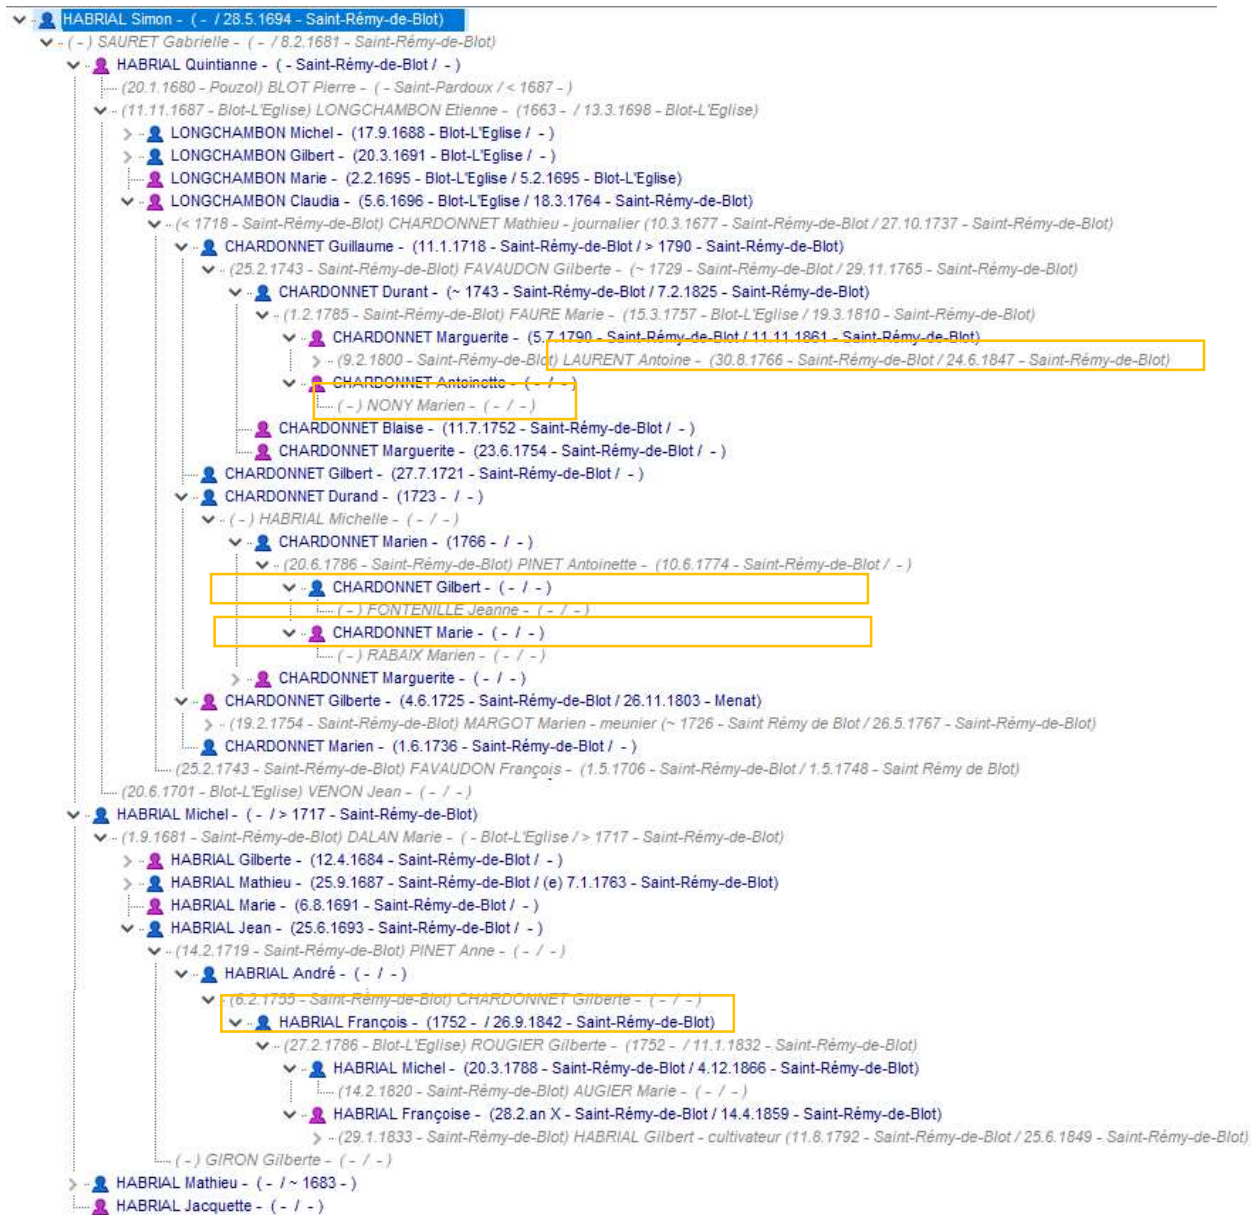 HABRIAL Simon - ( - / 28.5.1694 - Saint-Rémy-de-Blot)
( - ) SAURET Gabrielle - ( - / 8.2.1681 - Saint-Rémy-de-Blot)
HABRIAL Quintianne - ( - Saint-Rémy-de-Blot / - )
(20.1.1680 - Pouzol) BLOT Pierre - ( - Saint-Pardoux / < 1687 - )
(11.11.1687 - Blot-L'Eglise) LONGCHAMBON Etienne - (1663 - / 13.3.1698 - Blot-L'Eglise)
LONGCHAMBON Michel - (17.9.1688 - Blot-L'Eglise / - )
LONGCHAMBON Gilbert - (20.3.1691 - Blot-L'Eglise / - )
LONGCHAMBON Marie - (2.2.1695 - Blot-L'Eglise / 5.2.1695 - Blot-L'Eglise)
LONGCHAMBON Claudia - (5.6.1696 - Blot-L'Eglise / 18.3.1764 - Saint-Rémy-de-Blot)
(< 1718 - Saint-Rémy-de-Blot) CHARDONNET Mathieu - journalier (10.3.1677 - Saint-Rémy-de-Blot / 27.10.1737 - Saint-Rémy-de-Blot)
CHARDONNET Guillaume - (11.1.1718 - Saint-Rémy-de-Blot / > 1790 - Saint-Rémy-de-Blot)
(25.2.1743 - Saint-Rémy-de-Blot) FAVAUDON Gilberte - (~ 1729 - Saint-Rémy-de-Blot / 29.11.1765 - Saint-Rémy-de-Blot)
CHARDONNET Durant - (~ 1743 - Saint-Rémy-de-Blot / 7.2.1825 - Saint-Rémy-de-Blot)
(1.2.1785 - Saint-Rémy-de-Blot) FAURE Marie - (15.3.1757 - Blot-L'Eglise / 19.3.1810 - Saint-Rémy-de-Blot)
CHARDONNET Marguerite - (5.7.1790 - Saint-Rémy-de-Blot / 11.11.1861 - Saint-Rémy-de-Blot)
(9.2.1800 - Saint-Rémy-de-Blot) LAURENT Antoine - (30.8.1766 - Saint-Rémy-de-Blot / 24.6.1847 - Saint-Rémy-de-Blot)
CHARDONNET Antoinette - ( - / - )
( - ) NONY Marien - ( - / - )
CHARDONNET Blaise - (11.7.1752 - Saint-Rémy-de-Blot / - )
CHARDONNET Marguerite - (23.6.1754 - Saint-Rémy-de-Blot / - )
CHARDONNET Gilbert - (27.7.1721 - Saint-Rémy-de-Blot / - )
CHARDONNET Durand - (1723 - / - )
( - ) HABRIAL Michelle - ( - / - )
CHARDONNET Marien - (1766 - / - )
(20.6.1786 - Saint-Rémy-de-Blot) PINET Antoinette - (10.6.1774 - Saint-Rémy-de-Blot / - )
CHARDONNET Gilbert - ( - / - )
( - ) FONTENILLE Jeanne - ( - / - )
CHARDONNET Marie - ( - / - )
( - ) RABAIX Marien - ( - / - )
CHARDONNET Marguerite - ( - / - )
CHARDONNET Gilberte - (4.6.1725 - Saint-Rémy-de-Blot / 26.11.1803 - Menat)
(19.2.1754 - Saint-Rémy-de-Blot) MARGOT Marien - meunier (~ 1726 - Saint Rémy de Blot / 26.5.1767 - Saint-Rémy-de-Blot)
CHARDONNET Marien - (1.6.1736 - Saint-Rémy-de-Blot / - )
(25.2.1743 - Saint-Rémy-de-Blot) FAVAUDON François - (1.5.1706 - Saint-Rémy-de-Blot / 1.5.1748 - Saint Rémy de Blot)
(20.6.1701 - Blot-L'Eglise) VENON Jean - ( - / - )
HABRIAL Michel - ( - / > 1717 - Saint-Rémy-de-Blot)
(1.9.1681 - Saint-Rémy-de-Blot) DALAN Marie - ( - Blot-L'Eglise / > 1717 - Saint-Rémy-de-Blot)
HABRIAL Gilberte - (12.4.1684 - Saint-Rémy-de-Blot / - )
HABRIAL Mathieu - (25.9.1687 - Saint-Rémy-de-Blot / (e) 7.1.1763 - Saint-Rémy-de-Blot)
HABRIAL Marie - (6.8.1691 - Saint-Rémy-de-Blot / - )
HABRIAL Jean - (25.6.1693 - Saint-Rémy-de-Blot / - )
(14.2.1719 - Saint-Rémy-de-Blot) PINET Anne - ( - / - )
HABRIAL André - ( - / - )
(6.2.1755 - Saint-Rémy-de-Blot) CHARDONNET Gilberte - ( - / - )
HABRIAL François - (1752 - / 26.9.1842 - Saint-Rémy-de-Blot)
(27.2.1786 - Blot-L'Eglise) ROUGIER Gilberte - (1752 - / 11.1.1832 - Saint-Rémy-de-Blot)
HABRIAL Michel - (20.3.1788 - Saint-Rémy-de-Blot / 4.12.1866 - Saint-Rémy-de-Blot)
(14.2.1820 - Saint-Rémy-de-Blot) AUGIER Marie - ( - / - )
HABRIAL Françoise - (28.2.an X - Saint-Rémy-de-Blot / 14.4.1859 - Saint-Rémy-de-Blot)
(29.1.1833 - Saint-Rémy-de-Blot) HABRIAL Gilbert - cultivateur (11.8.1792 - Saint-Rémy-de-Blot / 25.6.1849 - Saint-Rémy-de-Blot)
( - ) GIRON Gilberte - ( - / - )
HABRIAL Mathieu - ( - / ~ 1683 - )
HABRIAL Jacquette - ( - / - )